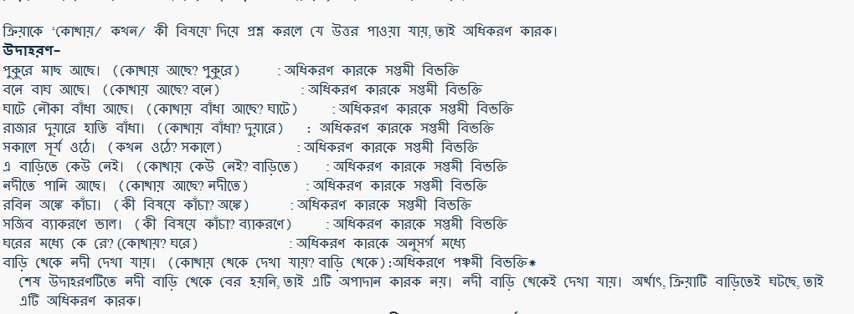 ক্রিয়াকে ‘কোথায়/ কখন/ কী বিষয়ে’ দিয়ে প্রশ্ন করলে যে উত্তর পাওয়া যায়, তাই অধিকরণ কারক।
উদাহরণ-
পুকুরে মাছ আছে। (কোথায় আছে? পুকুরে) : অধিকরণ কারকে সপ্তমী বিভক্তি
বনে বাঘ আছে। (কোথায় আছে? বনে) : অধিকরণ কারকে সপ্তমী বিভক্তি
ঘাটে নৌকা বাঁধা আছে। (কোথায় বাঁধা আছে? ঘাটে) : অধিকরণ কারকে সপ্তমী বিভক্তি
রাজার দুয়ারে হাতি বাঁধা। (কোথায় বাঁধা? দুয়ারে) : অধিকরণ কারকে সপ্তমী বিভক্তি
সকালে সূর্য ওঠে। (কখন ওঠে? সকালে) : অধিকরণ কারকে সপ্তমী বিভক্তি
এ বাড়িতে কেউ নেই। (কোথায় কেউ নেই? বাড়িতে) : অধিকরণ কারকে সপ্তমী বিভক্তি
নদীতে পানি আছে। (কোথায় আছে? নদীতে) : অধিকরণ কারকে সপ্তমী বিভক্তি
রবিন অঙ্কে কাঁচা। (কী বিষয়ে কাঁচা? অঙ্কে) : অধিকরণ কারকে সপ্তমী বিভক্তি
সজিব ব্যাকরণে ভাল। (কী বিষয়ে কাঁচা? ব্যাকরণে) : অধিকরণ কারকে সপ্তমী বিভক্তি
ঘরের মধ্যে কে রে? (কোথায়? ঘরে) : অধিকরণ কারকে অনুসর্গ মধ্যে
বাড়ি থেকে নদী দেখা যায়। (কোথায় থেকে দেখা যায়? বাড়ি থেকে) :অধিকরণে পঞ্চমী বিভক্তি*
শেষ উদাহরণটিতে নদী বাড়ি থেকে বের হয়নি, তাই এটি অপাদান কারক নয়। নদী বাড়ি থেকেই দেখা যায়। অর্থাৎ, ক্রিয়াটি বাড়িতেই ঘটছে, তাই
এটি অধিকরণ কারক।